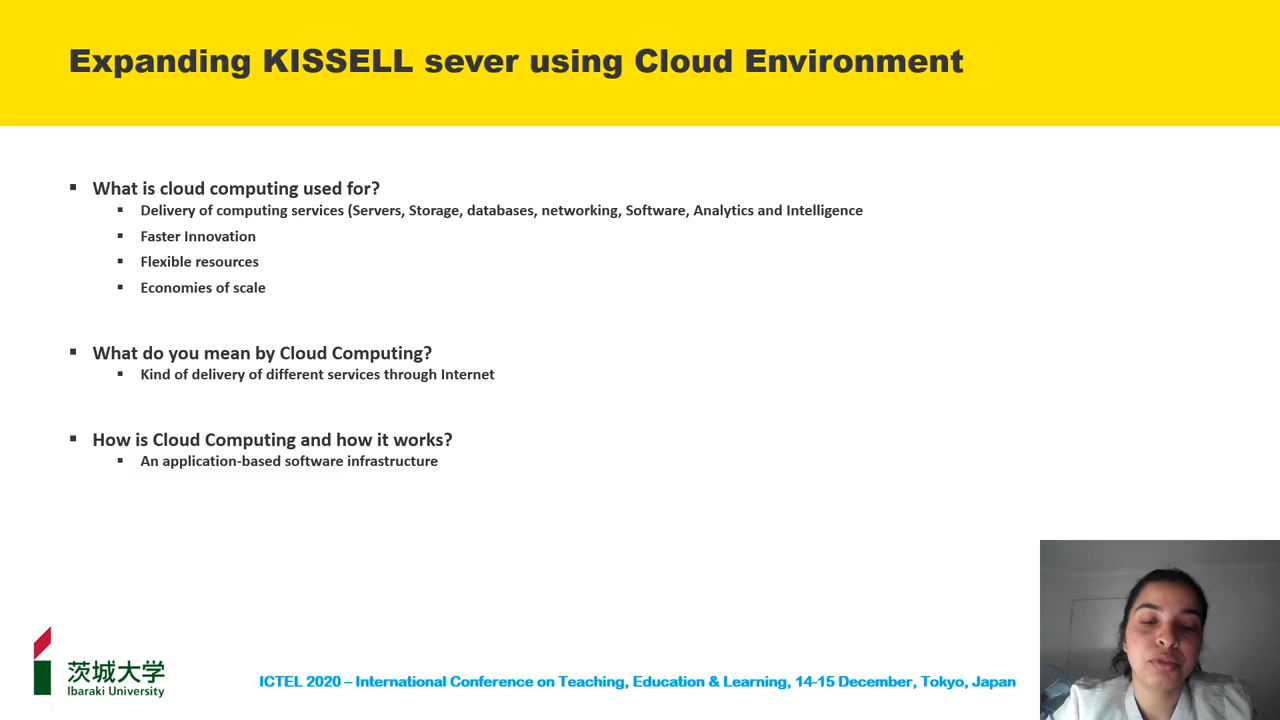 Expanding KISSELL sever using Cloud Environment
What is cloud computing used for?
Delivery of computing services (Servers, Storage, databases, networking, Software, Analytics and Intelligence
Faster Innovation
Flexible resources
Economies of scale
What do you mean by Cloud Computing?
Kind of delivery of different services through Internet
How is Cloud Computing and how it works?
An application-based software infrastructure
茨城大学
Ibaraki University
ICTEL 2020 – International Conference on Teaching, Education & Learning, 14-15 December, Tokyo, Japan